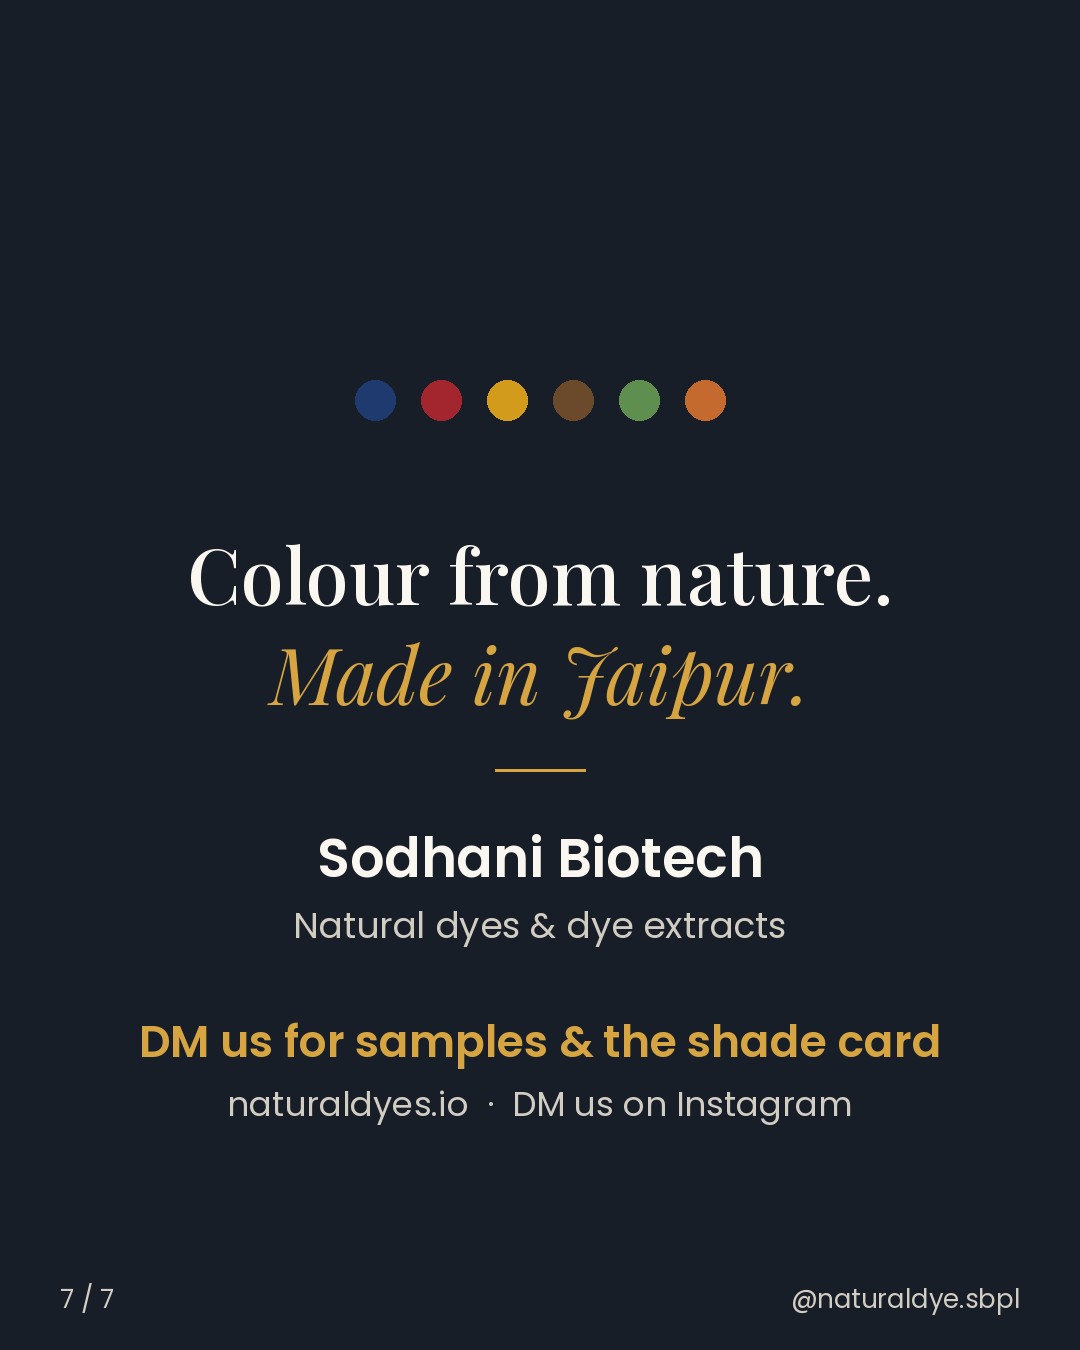 Colour from nature.
Made in Jaipur.
Sodhani Biotech
Natural dyes & dye extracts
DM us for samples & the shade card
naturaldyes.io · DM us on Instagram
7 / 7
@naturaldye.sbpl